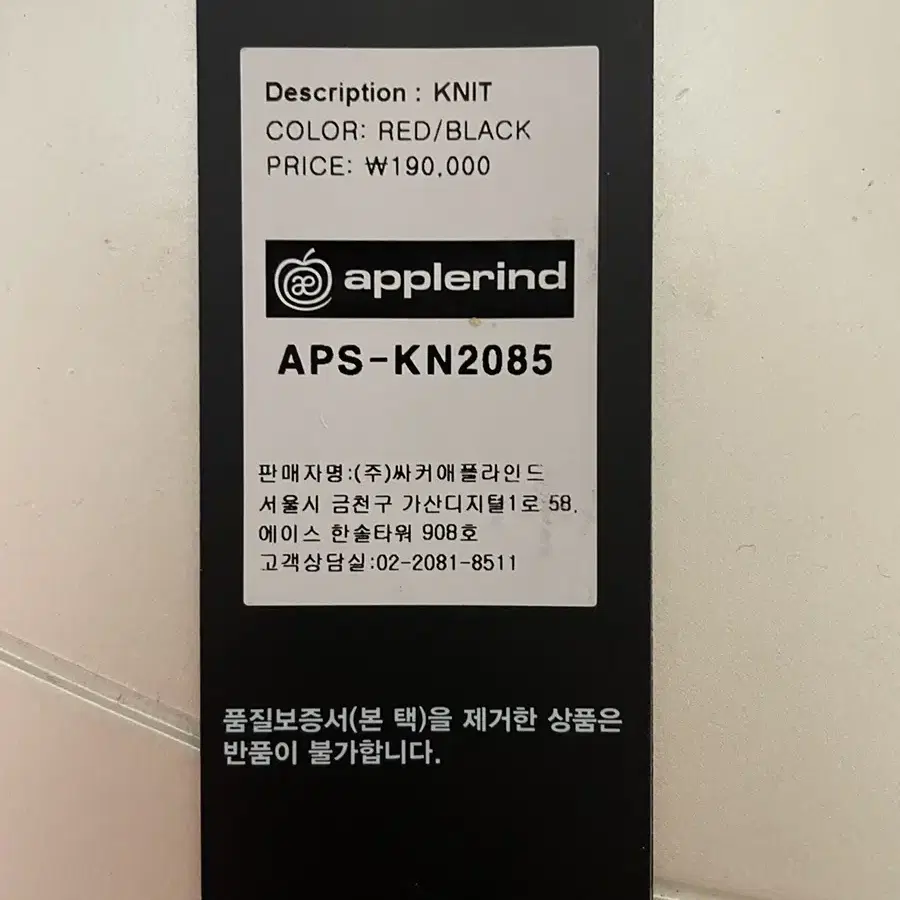 Description : KNIT
COLOR: RED/BLACK
PRICE: ₩190,000
æ applerind
APS-KN2085
판매자명:(주)싸커애플라인드
서울시 금천구 가산디지털1로 58,
에이스 한솔타워 908호
고객상담실:02-2081-8511
품질보증서(본 택)을 제거한 상품은
반품이 불가합니다.